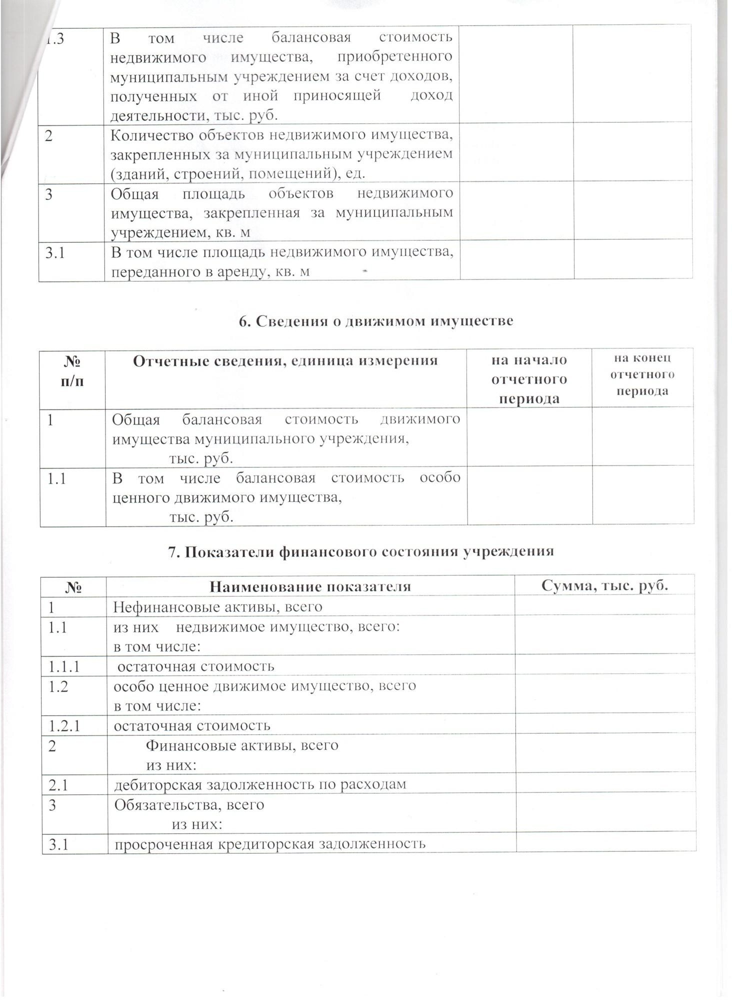 1.3
В том числе балансовая стоимость
недвижимого имущества, приобретенного
муниципальным учреждением за счет доходов,
полученных от иной приносящей доход
деятельности, тыс. руб.
2
Количество объектов недвижимого имущества,
закрепленных за муниципальным учреждением
(зданий, строений, помещений), ед.
3
Общая площадь объектов недвижимого
имущества, закрепленная за муниципальным
учреждением, кв. м
3.1
В том числе площадь недвижимого имущества,
переданного в аренду, кв. м
6. Сведения о движимом имуществе
№
п/п
Отчетные сведения, единица измерения
на начало
отчетного
периода
на конец
отчетного
периода
1
Общая балансовая стоимость движимого
имущества муниципального учреждения,
тыс. руб.
1.1
В том числе балансовая стоимость особо
ценного движимого имущества,
тыс. руб.
7. Показатели финансового состояния учреждения
№ Наименование показателя Сумма, тыс. руб.
1 Нефинансовые активы, всего
1.1 из них недвижимое имущество, всего:
в том числе:
1.1.1 остаточная стоимость
1.2 особо ценное движимое имущество, всего
в том числе:
1.2.1 остаточная стоимость
2 Финансовые активы, всего
из них:
2.1 дебиторская задолженность по расходам
3 Обязательства, всего
из них:
3.1 просроченная кредиторская задолженность